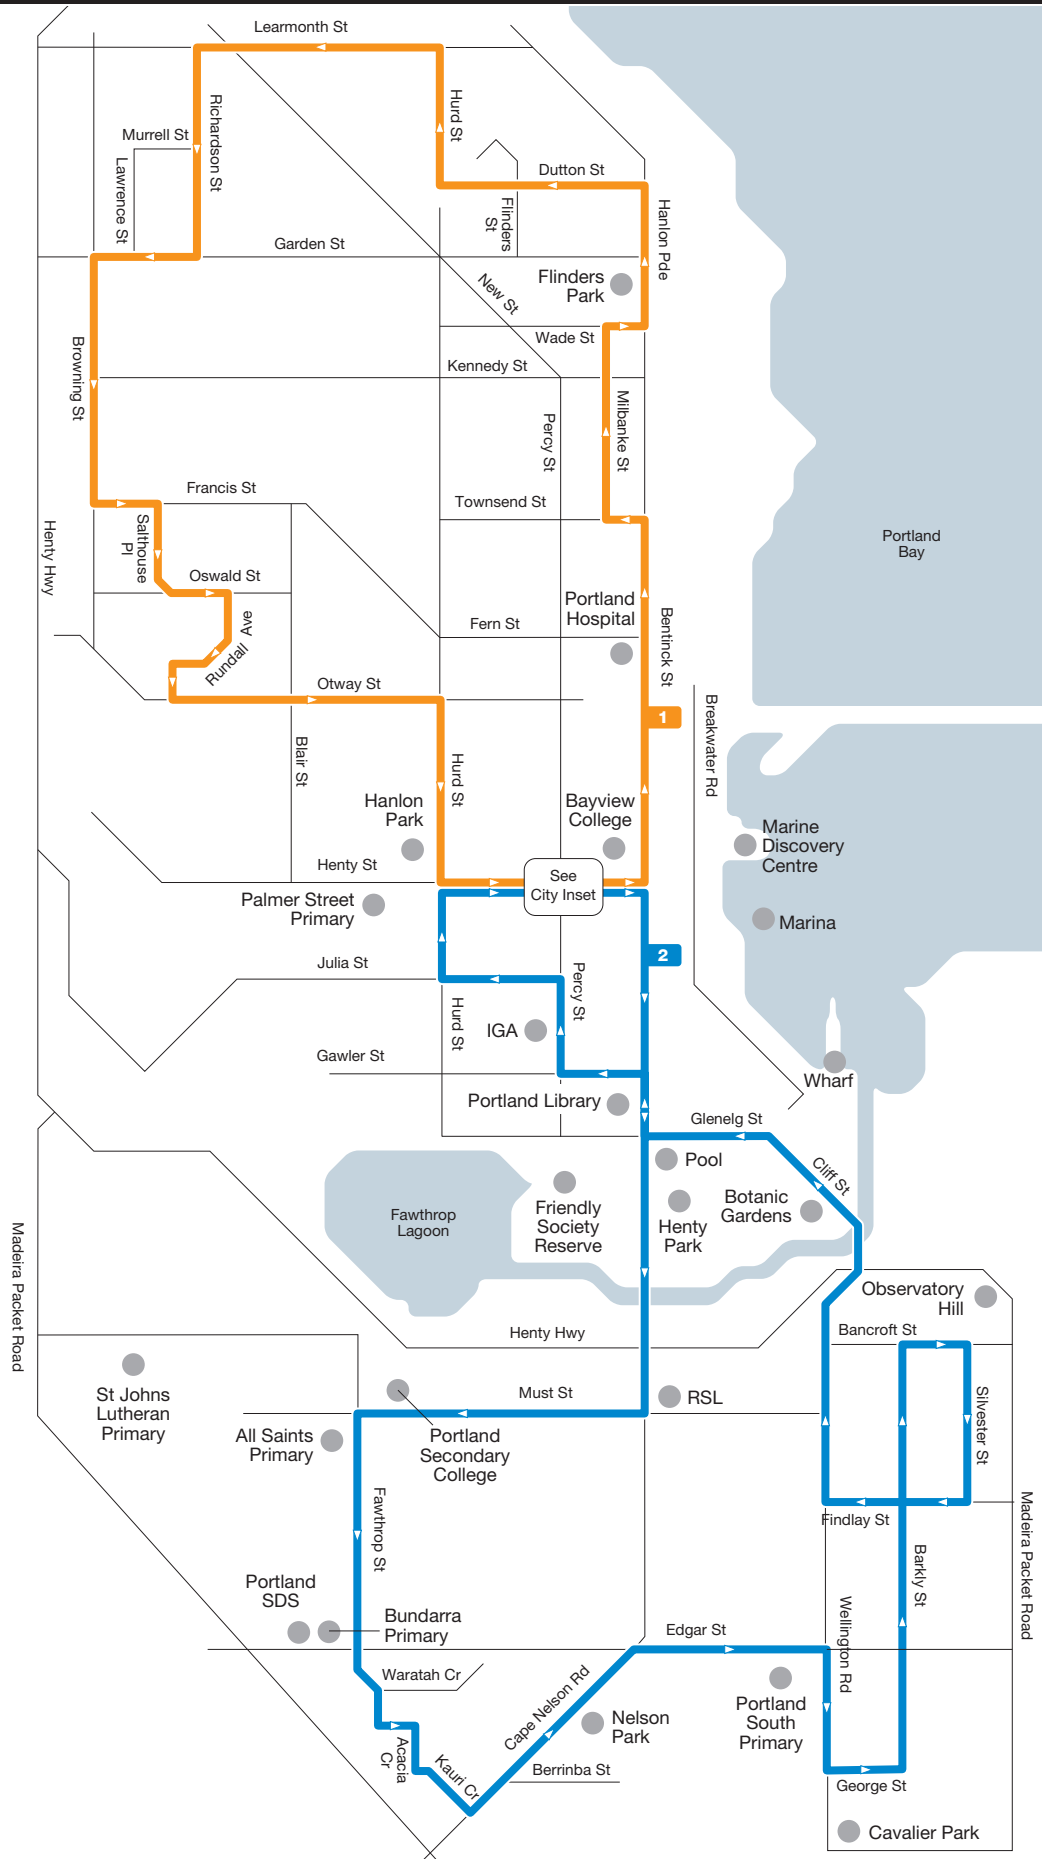 Learmonth St
Richardson St
Hurd St
Murrell St
Lawrence St
Dutton St
Flinders
St
Hanlon Pde
Garden St
New St
Flinders
Park
Wade St
Kennedy St
Browning St
Percy St
Milbanke St
Francis St
Townsend St
Henty Hwy
Salthouse
Pl
Portland
Bay
Oswald St
Portland
Hospital
Fern St
Bentinck St
Rundall
Ave
Otway St
1
Breakwater Rd
Blair St
Hurd St
Hanlon
Park
Bayview
College
Marine
Discovery
Centre
Henty St
See
City Inset
Palmer Street
Primary
Marina
2
Julia St
Percy St
Hurd St
IGA
Gawler St
Wharf
Portland Library
Glenelg St
Pool
Cliff St
Friendly
Society
Reserve
Henty
Park
Botanic
Gardens
Fawthrop
Lagoon
Madeira Packet Road
Observatory
Hill
Henty Hwy
Bancroft St
St Johns
Lutheran
Primary
Must St
RSL
Silvester St
All Saints
Primary
Portland
Secondary
College
Fawthrop St
Findlay St
Madeira Packet Road
Barkly St
Portland
SDS
Bundarra
Primary
Edgar St
Wellington Rd
Waratah Cr
Cape Nelson Rd
Nelson
Park
Portland
South
Primary
Acacia
Cr
Kauri Cr
Berrinba St
George St
Cavalier Park